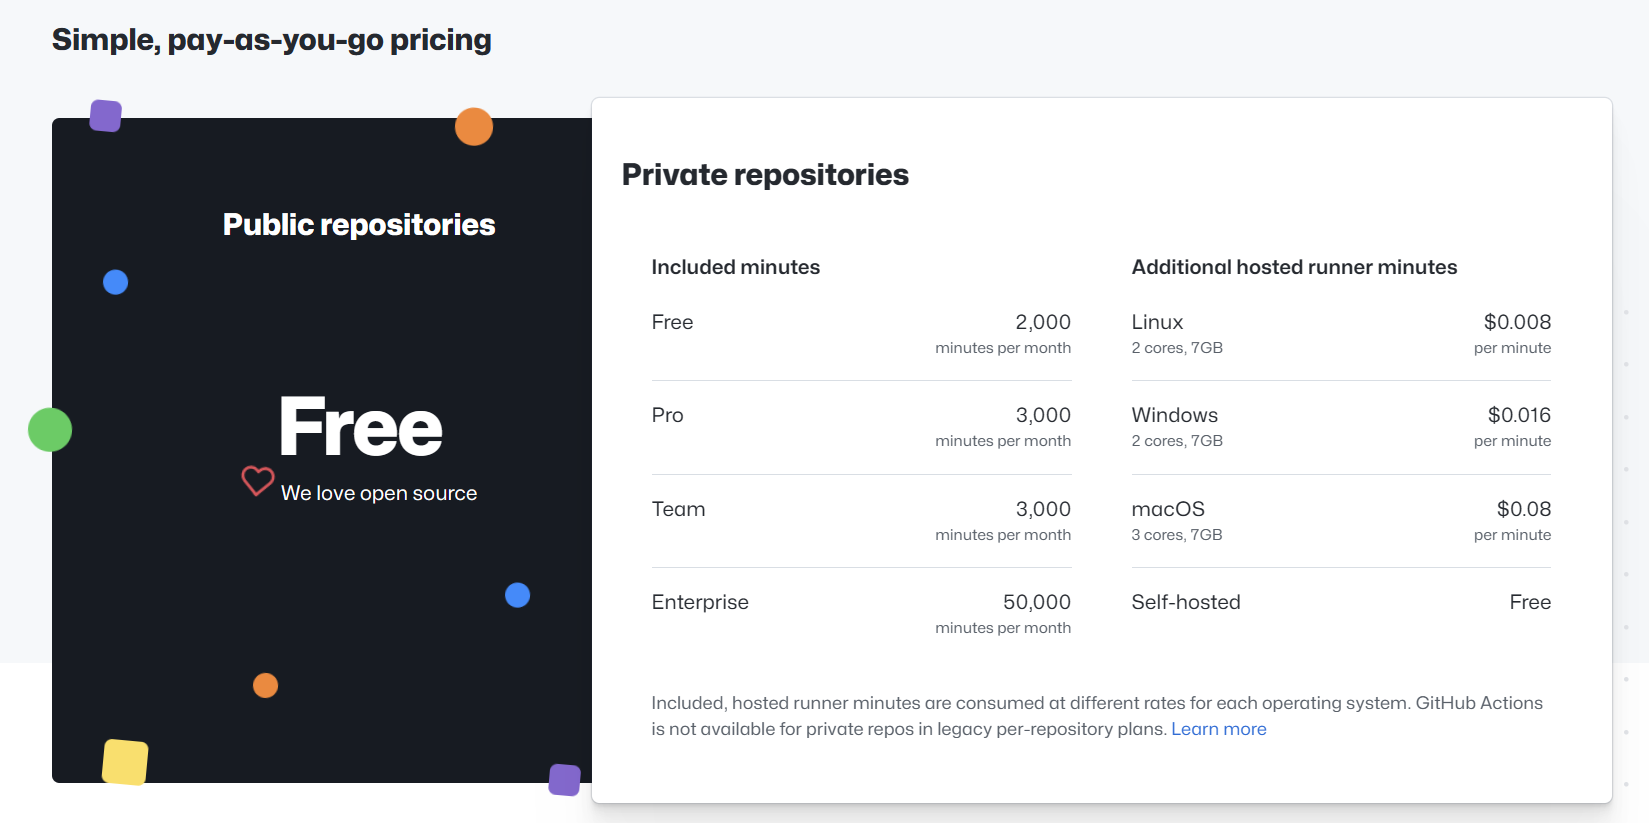 Simple, pay-as-you-go pricing
Public repositories
Free
We love open source
Private repositories
Included minutes
Free 2,000
minutes per month
Pro 3,000
minutes per month
Team 3,000
minutes per month
Enterprise 50,000
minutes per month
Additional hosted runner minutes
Linux $0.008
2 cores, 7GB per minute
Windows $0.016
2 cores, 7GB per minute
macOS $0.08
3 cores, 7GB per minute
Self-hosted Free
Included, hosted runner minutes are consumed at different rates for each operating system. GitHub Actions
is not available for private repos in legacy per-repository plans. Learn more